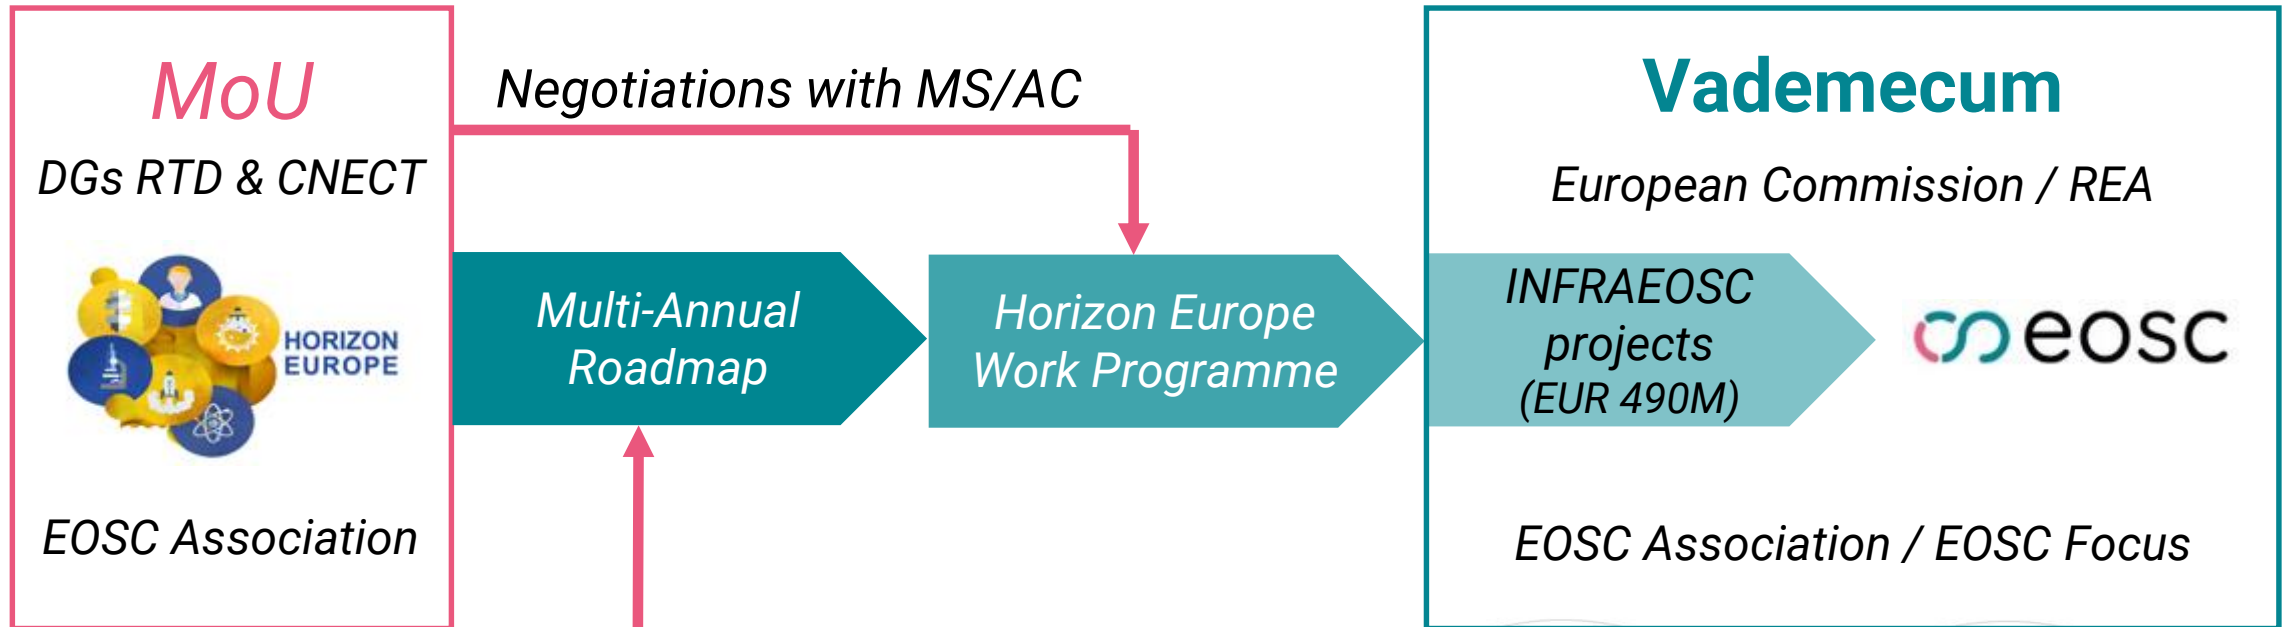 MoU
DGs RTD & CNECT
HORIZON
EUROPE
EOSC Association
Negotiations with MS/AC
Multi-Annual
Roadmap
Horizon Europe
Work Programme
Vademecum
European Commission / REA
INFRAEOSC
projects
(EUR 490M)
eosc
EOSC Association / EOSC Focus